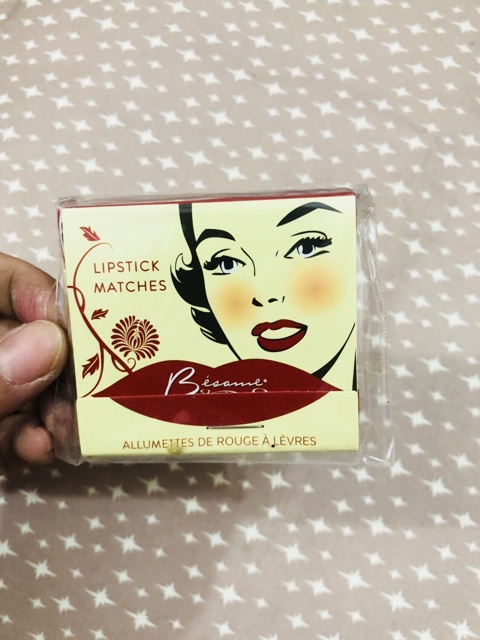 LIPSTICK
MATCHES
Bésame®
ALLUMETTES DE ROUGE À LÈVRES